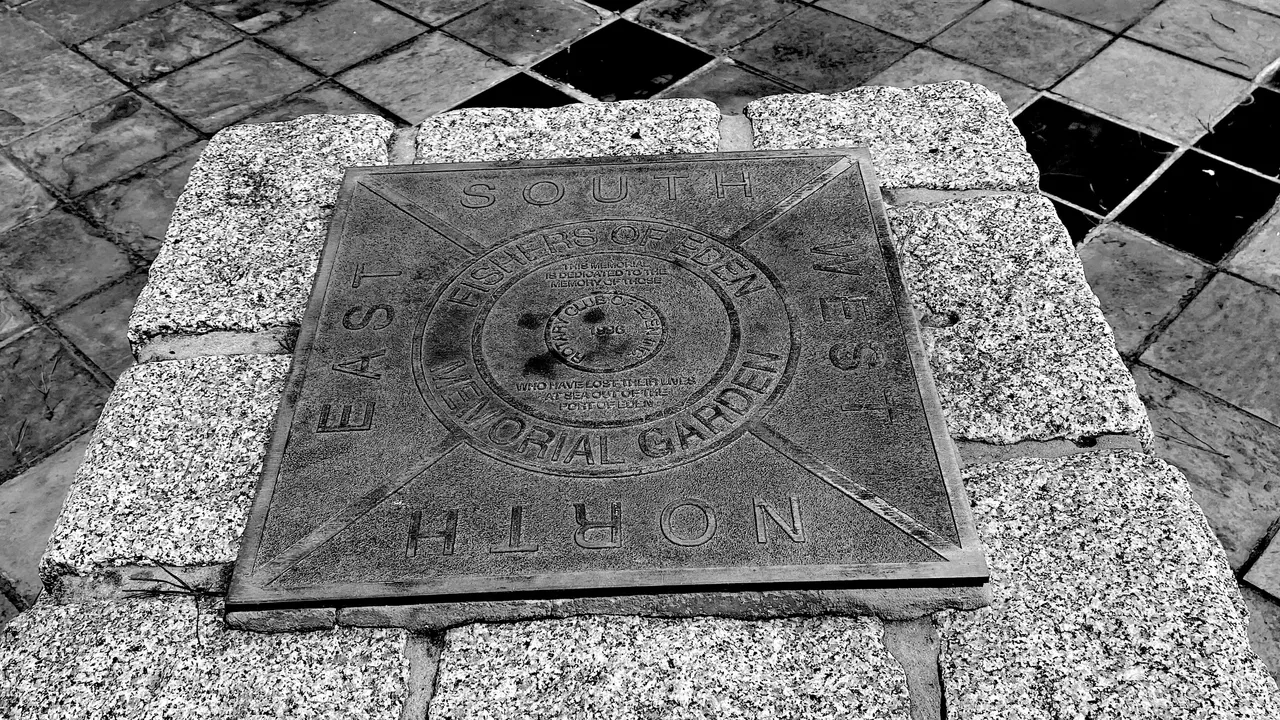 SOUTH
FISHERS OF EDEN
THIS MEMORIAL
IS DEDICATED TO THE
MEMORY OF THOSE
ROTARY CLUB OF EDEN INC.
1996
WHO HAVE LOST THEIR LIVES
AT SEA OUT OF THE
PORT OF EDEN
MEMORIAL GARDEN
EAST
WEST
NORTH